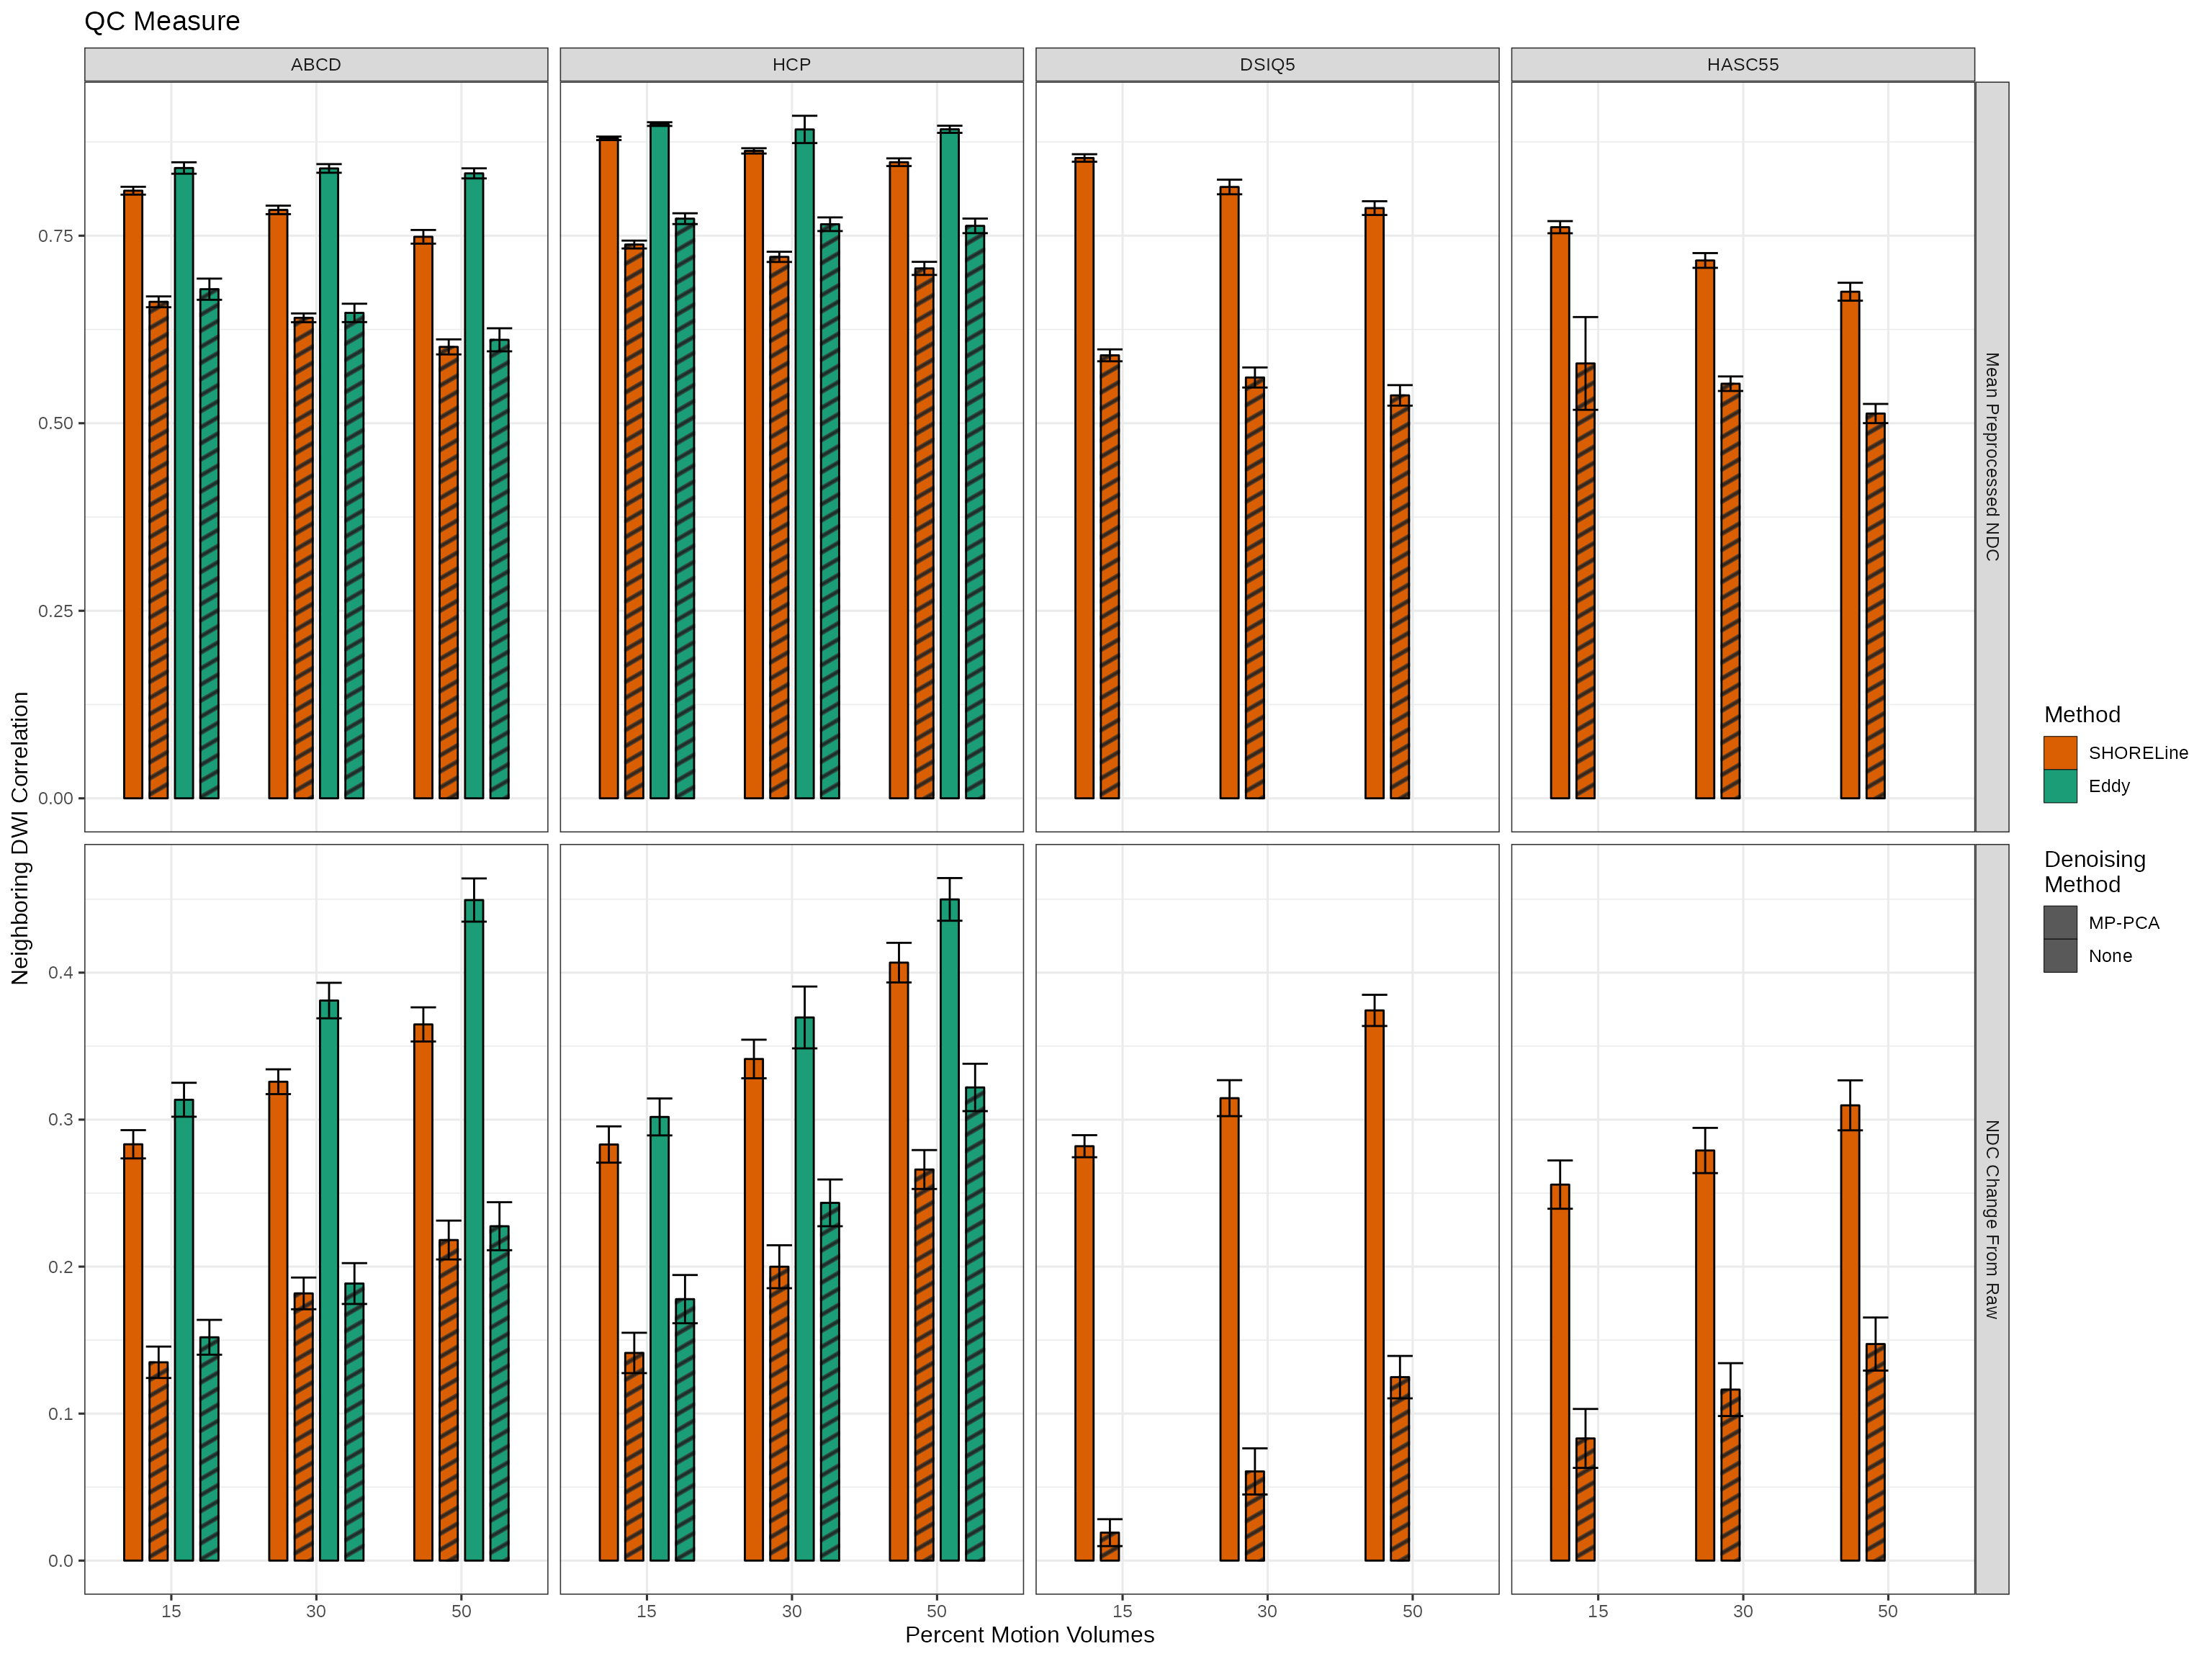 QC Measure
ABCD
HCP
DSIQ5
HASC55
Neighboring DWI Correlation
0.75
0.50
0.25
0.00
Mean Preprocessed NDC
0.4
0.3
0.2
0.1
0.0
NDC Change From Raw
15
30
50
15
30
50
15
30
50
15
30
50
Percent Motion Volumes
Method
SHORELine
Eddy
Denoising
Method
MP-PCA
None